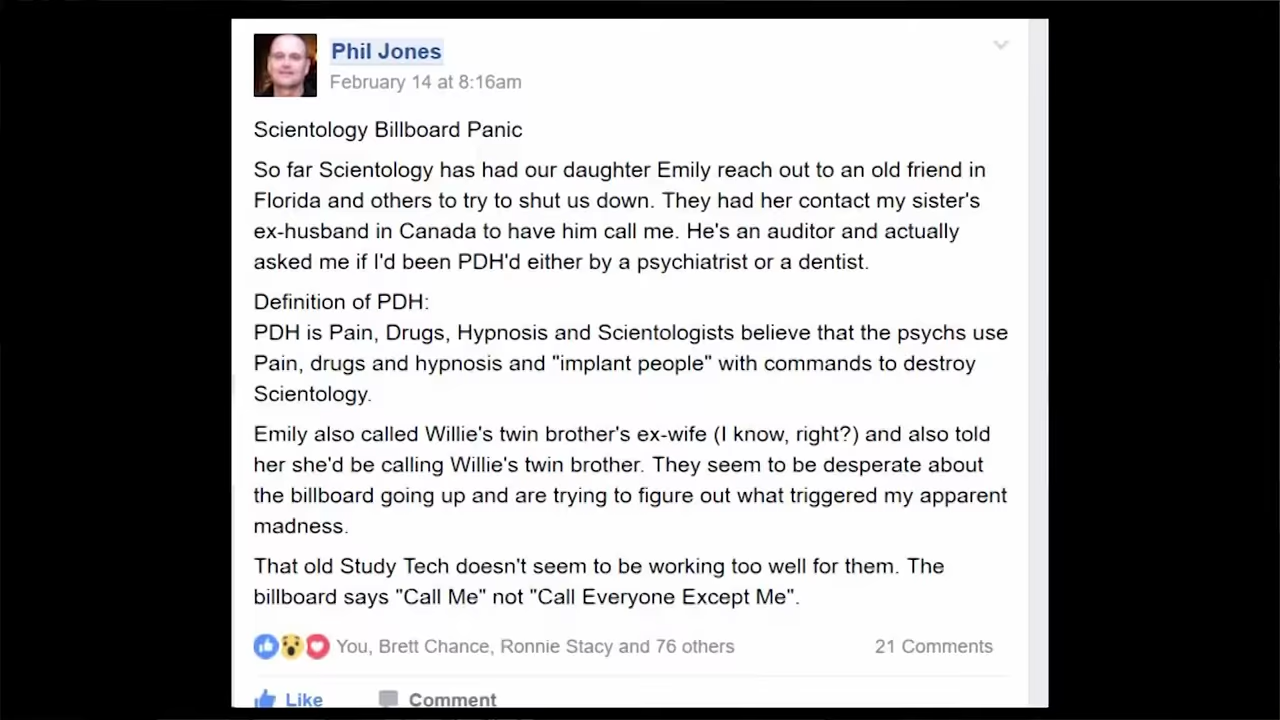 Phil Jones
February 14 at 8:16am
Scientology Billboard Panic
So far Scientology has had our daughter Emily reach out to an old friend in
Florida and others to try to shut us down. They had her contact my sister's
ex-husband in Canada to have him call me. He's an auditor and actually
asked me if I'd been PDH'd either by a psychiatrist or a dentist.
Definition of PDH:
PDH is Pain, Drugs, Hypnosis and Scientologists believe that the psychs use
Pain, drugs and hypnosis and "implant people" with commands to destroy
Scientology.
Emily also called Willie's twin brother's ex-wife (I know, right?) and also told
her she'd be calling Willie's twin brother. They seem to be desperate about
the billboard going up and are trying to figure out what triggered my apparent
madness.
That old Study Tech doesn't seem to be working too well for them. The
billboard says "Call Me" not "Call Everyone Except Me".
You, Brett Chance, Ronnie Stacy and 76 others 21 Comments
Like Comment